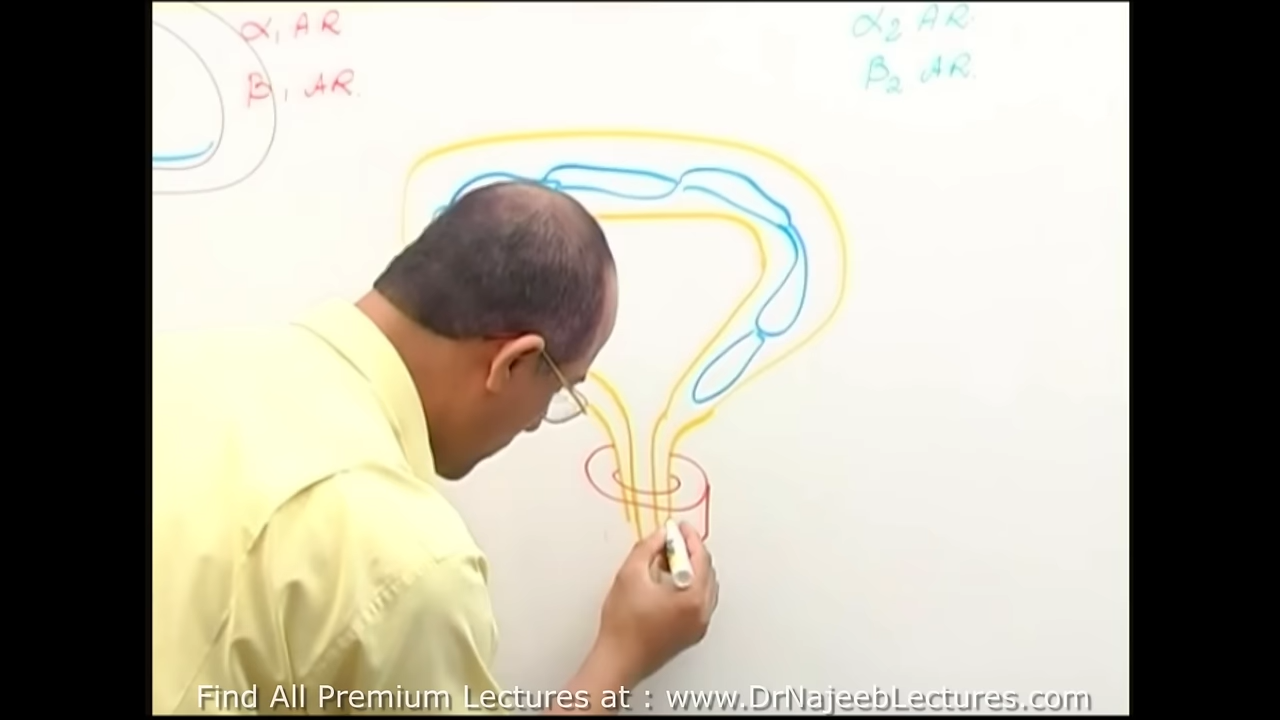 α₁ AR
α₂ AR.
β₁ AR.
β₂ AR.
Find All Premium Lectures at : www.DrNajeebLectures.com